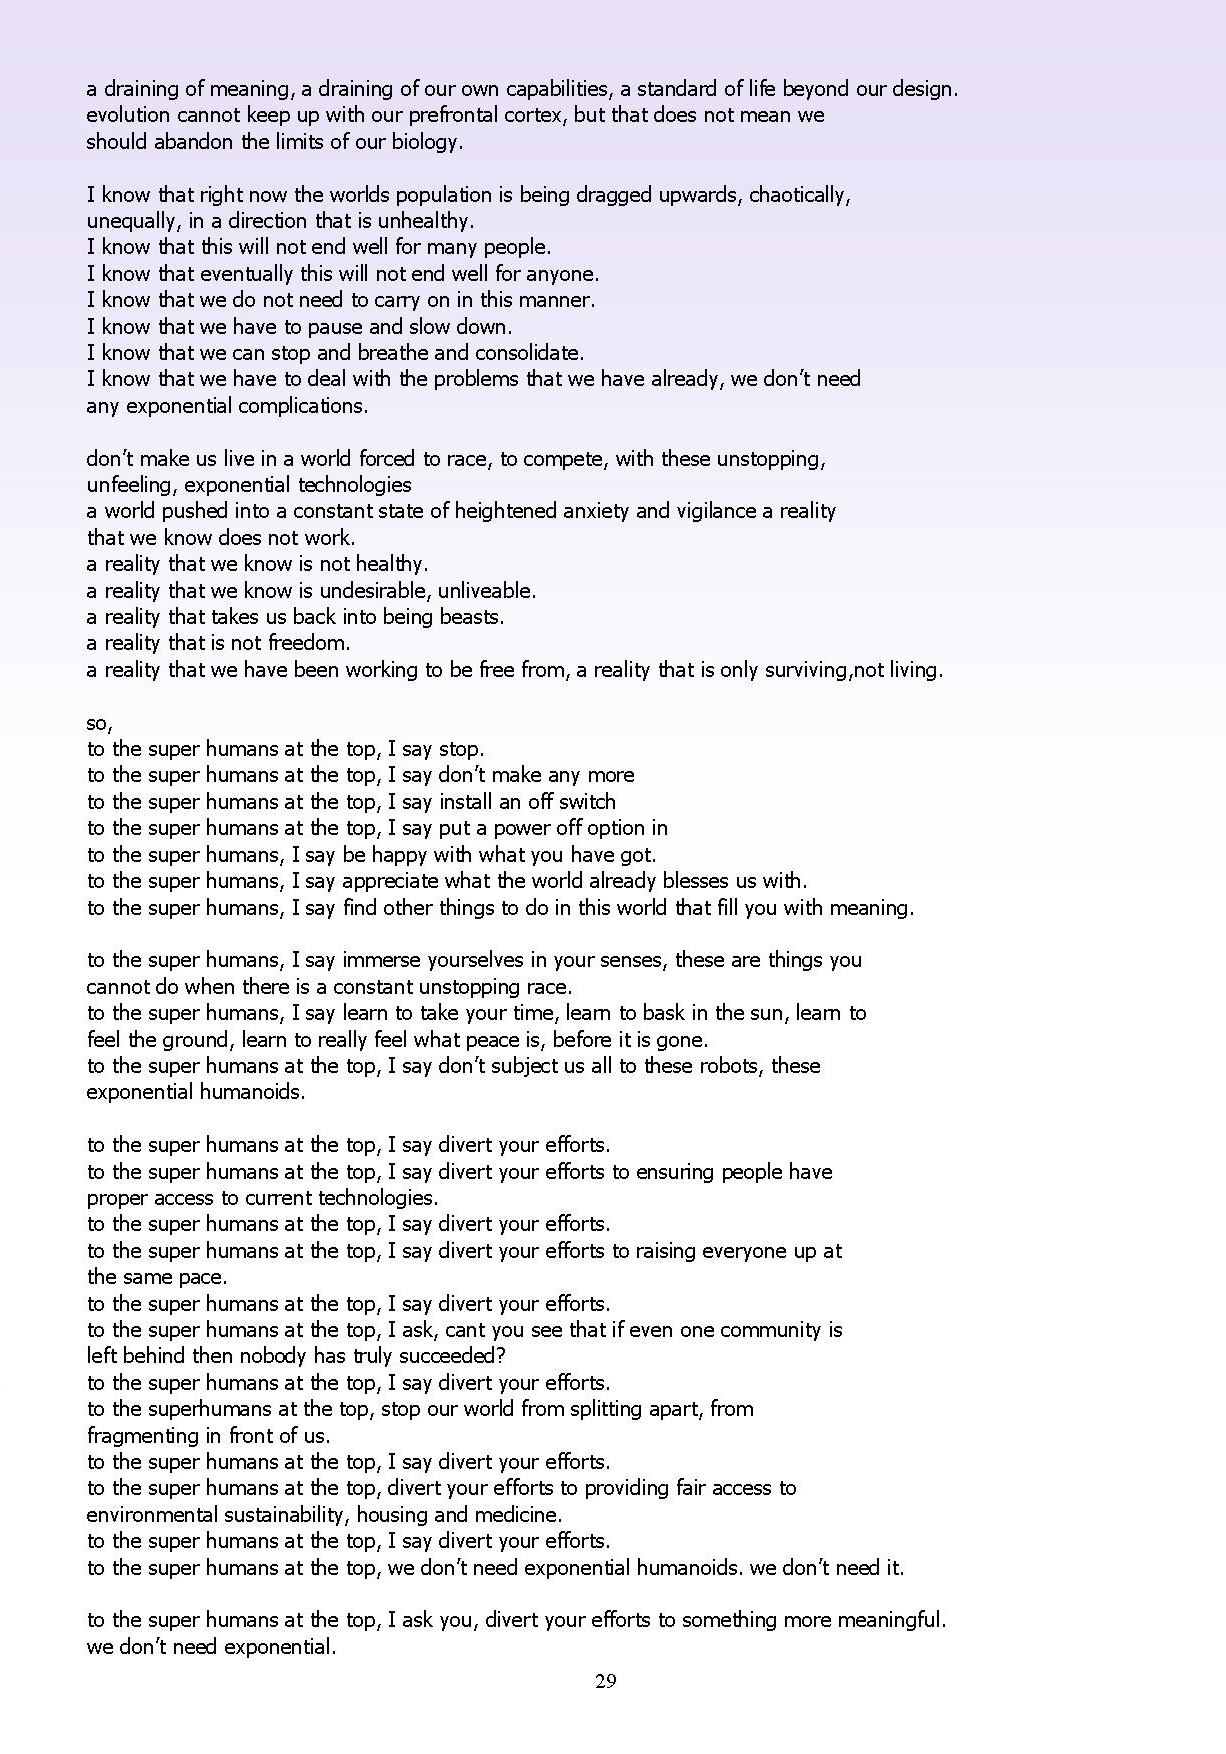 a draining of meaning, a draining of our own capabilities, a standard of life beyond our design.
evolution cannot keep up with our prefrontal cortex, but that does not mean we
should abandon the limits of our biology.

I know that right now the worlds population is being dragged upwards, chaotically,
unequally, in a direction that is unhealthy.
I know that this will not end well for many people.
I know that eventually this will not end well for anyone.
I know that we do not need to carry on in this manner.
I know that we have to pause and slow down.
I know that we can stop and breathe and consolidate.
I know that we have to deal with the problems that we have already, we don't need
any exponential complications.

don't make us live in a world forced to race, to compete, with these unstopping,
unfeeling, exponential technologies
a world pushed into a constant state of heightened anxiety and vigilance a reality
that we know does not work.
a reality that we know is not healthy.
a reality that we know is undesirable, unliveable.
a reality that takes us back into being beasts.
a reality that is not freedom.
a reality that we have been working to be free from, a reality that is only surviving,not living.

so,
to the super humans at the top, I say stop.
to the super humans at the top, I say don't make any more
to the super humans at the top, I say install an off switch
to the super humans at the top, I say put a power off option in
to the super humans, I say be happy with what you have got.
to the super humans, I say appreciate what the world already blesses us with.
to the super humans, I say find other things to do in this world that fill you with meaning.

to the super humans, I say immerse yourselves in your senses, these are things you
cannot do when there is a constant unstopping race.
to the super humans, I say learn to take your time, learn to bask in the sun, learn to
feel the ground, learn to really feel what peace is, before it is gone.
to the super humans at the top, I say don't subject us all to these robots, these
exponential humanoids.

to the super humans at the top, I say divert your efforts.
to the super humans at the top, I say divert your efforts to ensuring people have
proper access to current technologies.
to the super humans at the top, I say divert your efforts.
to the super humans at the top, I say divert your efforts to raising everyone up at
the same pace.
to the super humans at the top, I say divert your efforts.
to the super humans at the top, I ask, cant you see that if even one community is
left behind then nobody has truly succeeded?
to the super humans at the top, I say divert your efforts.
to the superhumans at the top, stop our world from splitting apart, from
fragmenting in front of us.
to the super humans at the top, I say divert your efforts.
to the super humans at the top, divert your efforts to providing fair access to
environmental sustainability, housing and medicine.
to the super humans at the top, I say divert your efforts.
to the super humans at the top, we don't need exponential humanoids. we don't need it.

to the super humans at the top, I ask you, divert your efforts to something more meaningful.
we don't need exponential.
29